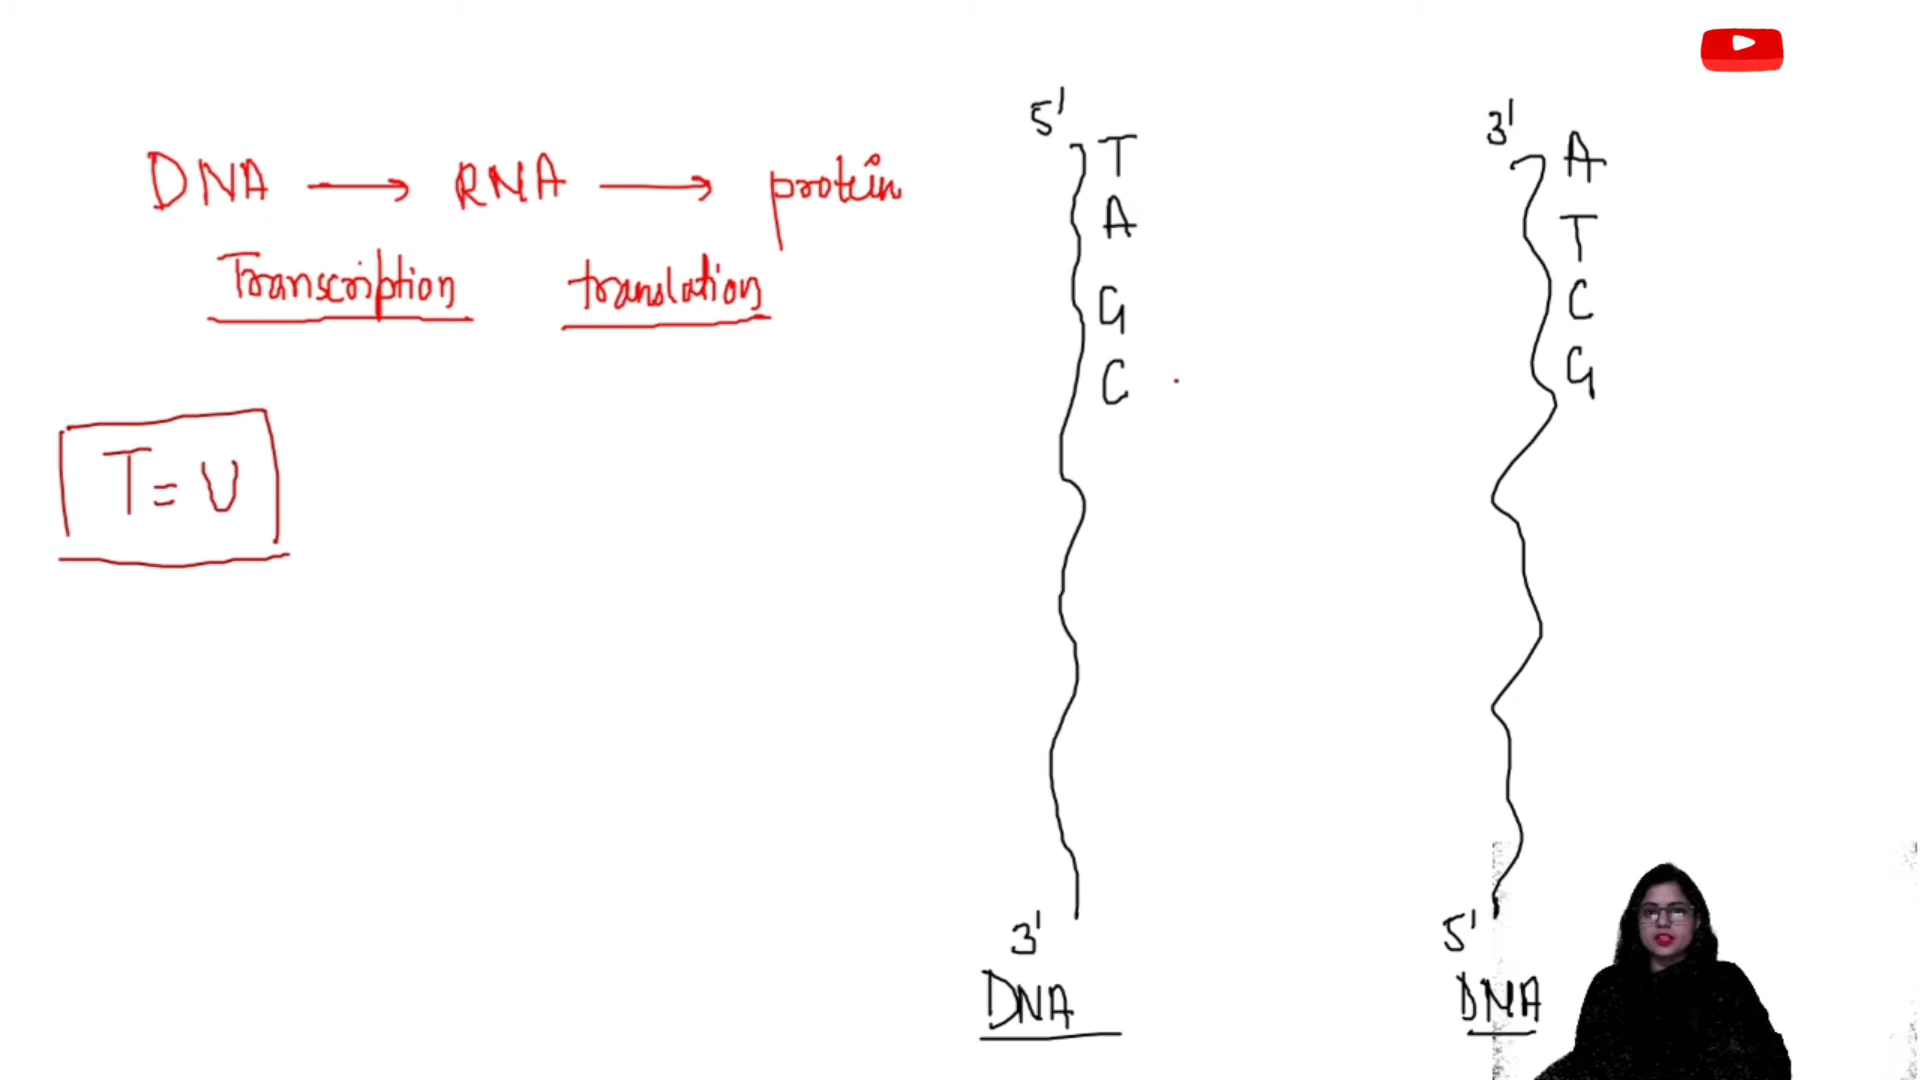 DNA → RNA → protein
Transcription translation
T = U
5'
T
A
G
C
3'
DNA
3'
A
T
C
G
5'
DNA